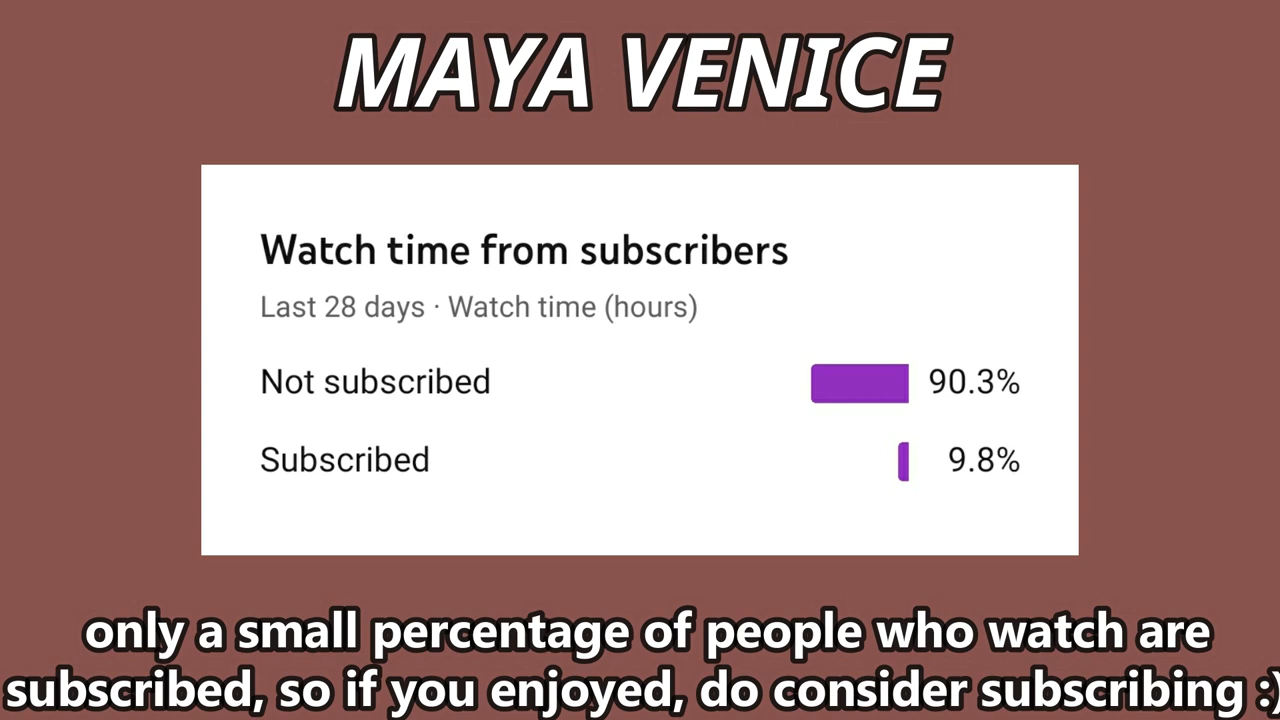 MAYA VENICE
Watch time from subscribers
Last 28 days · Watch time (hours)
Not subscribed 90.3%
Subscribed 9.8%
only a small percentage of people who watch are
subscribed, so if you enjoyed, do consider subscribing :)